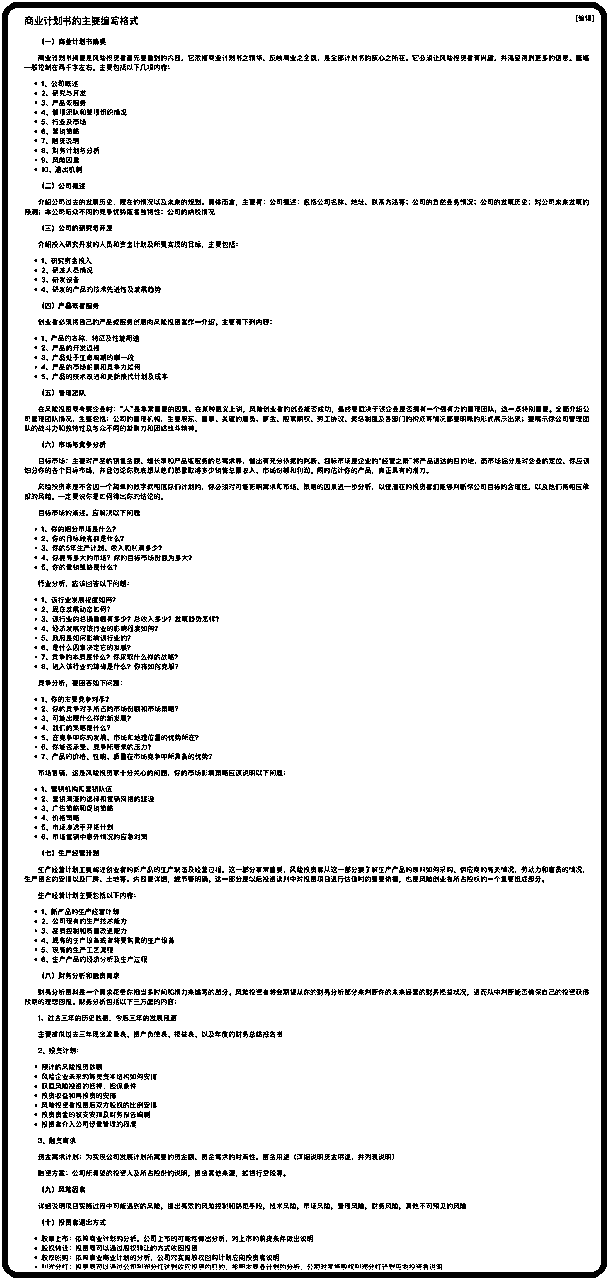 商业计划书的主要编写格式
[编辑]
(一) 商业计划书摘要
商业计划书摘要是风险投资者首先要看到的内容，它浓缩商业计划书之精华，反映商业之全貌，是全部计划书的核心之所在。它必须让风险投资者有兴趣，并渴望得到更多的信息。篇幅
一般控制在两千字左右。主要包括以下几项内容：
1、公司概述
2、研究与开发
3、产品或服务
4、管理团队和管理组织情况
5、行业及市场
6、营销策略
7、融资说明
8、财务计划与分析
9、风险因素
10、退出机制
(二) 公司概述
介绍公司过去的发展历史、现在的情况以及未来的规划。具体而言，主要有：公司概述：包括公司名称、地址、联系方法等；公司的自然业务情况；公司的发展历史；对公司未来发展的
预测；本公司与众不同的竞争优势或者独特性；公司的纳税情况
(三) 公司的研究与开发
介绍投入研究开发的人员和资金计划及所要实现的目标，主要包括：
1、研究资金投入
2、研发人员情况
3、研发设备
4、研发的产品的技术先进性及发展趋势
(四) 产品或者服务
创业者必须将自己的产品或服务创意向风险投资者作一介绍。主要有下列内容：
1、产品的名称、特征及性能用途
2、产品的开发过程
3、产品处于生命周期的哪一段
4、产品的市场前景和竞争力如何
5、产品的技术改进和更新换代计划及成本
(五) 管理团队
在风险投资家考察企业时，“人”是非常重要的因素。在某种意义上讲，风险创业者的创业能否成功，最终要取决于该企业是否拥有一个强有力的管理团队，这一点特别重要。全面介绍公
司管理团队情况，主要包括：公司的管理机构，主要股东、董事、关键的雇员、薪金、股票期权、劳工协议、奖惩制度及各部门的构成等情况都要明晰的形式展示出来。要展示你公司管理团
队的战斗力和独特性及与众不同的凝聚力和团结战斗精神。
(六) 市场与竞争分析
目标市场：主要对产品的销售金额、增长率和产品或服务的总需求等，做出有充分依据的判断。目标市场是企业的“经营之箭”将产品送达的目的地，而市场细分是对企业的定位，你应该
细分你的各个目标市场，并且讨论你到底想从他们那里取得多少销售总量收入、市场份额和利润。同时估计你的产品，真正具有的潜力。
风险投资家是不会因一个简单的数字就相信你们计划的，你必须对可能影响需求和市场、策略的因素进一步分析，以使潜在的投资者们能够判断你公司目标的合理性，以及他们将相应承
担的风险。一定要说你是如何得出你的结论的。
目标市场的阐述，应解决以下问题
1、你的细分市场是什么?
2、你的目标顾客群是什么?
3、你的5年生产计划、收入和利润多少?
4、你拥有多大的市场? 你的目标市场份额为多大?
5、你的营销策略是什么?
行业分析，应该回答以下问题：
1、该行业发展程度如何?
2、现在发展动态如何?
3、该行业的总销售额有多少? 总收入多少? 发展趋势怎样?
4、经济发展对该行业的影响程度如何?
5、政府是如何影响该行业的?
6、是什么因素决定它的发展?
7、竞争的本质是什么? 你采取什么样的战略?
8、进入该行业的障碍是什么? 你将如何克服?
竞争分析，要回答如下问题：
1、你的主要竞争对手?
2、你的竞争对手所占的市场份额和市场策略?
3、可能出现什么样的新发展?
4、我们的策略是什么?
5、在竞争中你的发展、市场和地理位置的优势所在?
6、你能否承受、竞争所带来的压力?
7、产品的价格、性能、质量在市场竞争中所具备的优势?
市场营销，这是风险投资家十分关心的问题，你的市场影响策略应该说明以下问题：
1、营销机构和营销队伍
2、营销渠道的选择和营销网络的建设
3、广告策略和促销策略
4、价格策略
5、市场渗透与开拓计划
6、市场营销中意外情况的应急对策
(七) 生产经营计划
生产经营计划主要阐述创业者的新产品的生产制造及经营过程。这一部分非常重要，风险投资者从这一部分要了解生产产品的原料如何采购、供应商的有关情况，劳动力和雇员的情况，
生产资金的安排以及厂房、土地等。内容要详细，细节要明确。这一部分是以后投资谈判中对投资项目进行估值时的重要依据，也是风险创业者所占股权的一个重要组成部分。
生产经营计划主要包括以下内容：
1、新产品的生产经营计划
2、公司现有的生产技术能力
3、品质控制和质量改进能力
4、现有的生产设备或者将要购置的生产设备
5、现有的生产工艺流程
6、生产产品的经济分析及生产过程
(八) 财务分析和融资需求
财务分析资料是一个需求花费你相当多时间和精力来编写的部分。风险投资者将会期望从你的财务分析部分来判断你的未来经营的财务损益状况，进而从中判断能否确保自己的投资获得
预期的理想回报。财务分析包括以下三方面的内容：
1、过去三年的历史数据，今后三年的发展预测
主要提供过去三年现金流量表、资产负债表、损益表、以及年度的财务总结报告书
2、投资计划：
预计的风险投资数额
风险企业未来的筹资资本结构如何安排
获取风险投资的抵押、担保条件
投资收益和再投资的安排
风险投资者投资后双方股权的比例安排
投资资金的收支安排及财务报告编制
投资者介入公司经营管理的程度
3、融资需求
资金需求计划：为实现公司发展计划所需要的资金额，资金需求的时间性，资金用途（详细说明资金用途，并列表说明）
融资方案：公司所希望的投资人及所占股份的说明，资金其他来源，如银行贷款等。
(九) 风险因素
详细说明项目实施过程中可能遇到的风险，提出有效的风险控制和防范手段，技术风险、市场风险、管理风险、财务风险、其他不可预见的风险
(十) 投资者退出方式
股票上市：依照商业计划的分析，公司上市的可能性做出分析，对上市的前提条件做出说明
股权转让：投资商可以通过股权转让的方式收回投资
股权回购：依照本商业计划的分析，公司对实施股权回购计划应向投资者说明